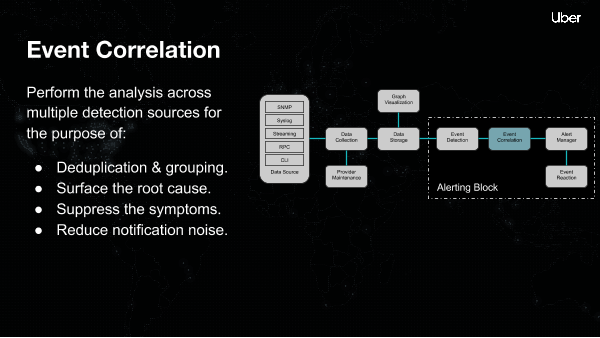 Uber
Event Correlation
Perform the analysis across
multiple detection sources for
the purpose of:
● Deduplication & grouping.
● Surface the root cause.
● Suppress the symptoms.
● Reduce notification noise.
SNMP
Syslog
Streaming
RPC
CLI
Data Source
Data
Collection
Provider
Maintenance
Graph
Visualization
Data
Storage
Event
Detection
Event
Correlation
Alert
Manager
Event
Reaction
Alerting Block